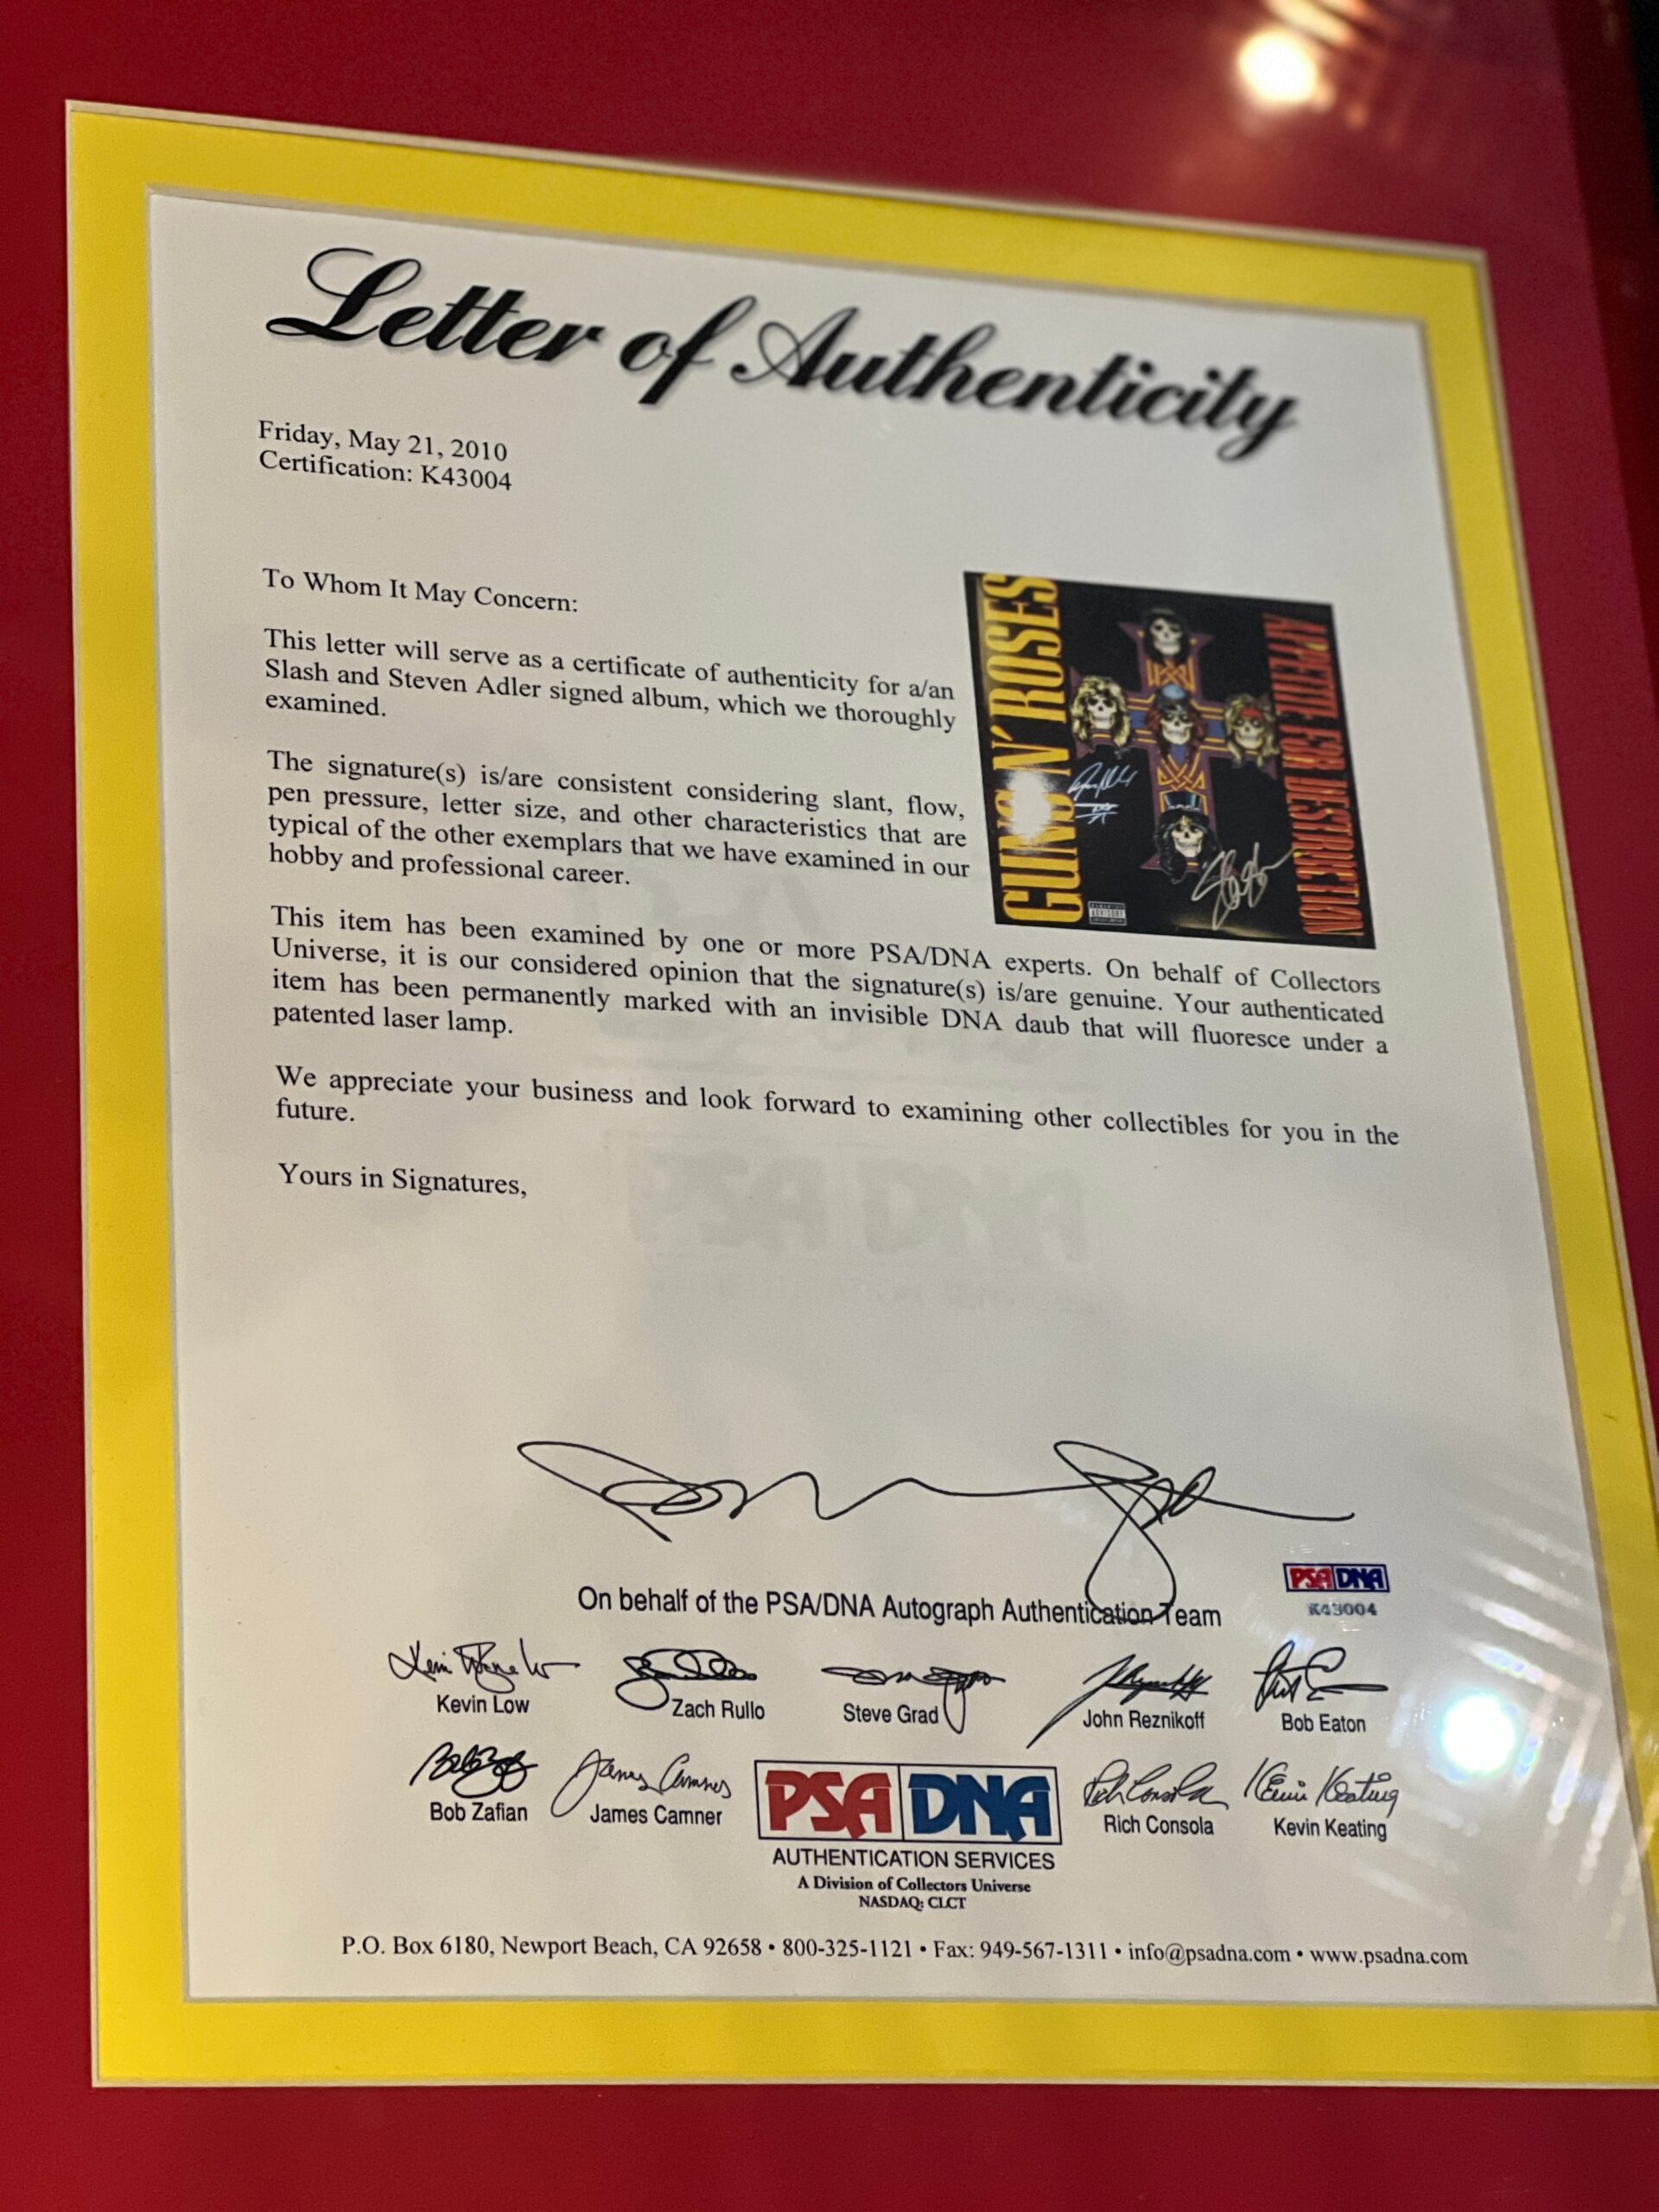 Letter of Authenticity
Friday, May 21, 2010
Certification: K43004
To Whom It May Concern:
This letter will serve as a certificate of authenticity for a/an
Slash and Steven Adler signed album, which we thoroughly
examined.
The signature(s) is/are consistent considering slant, flow,
pen pressure, letter size, and other characteristics that are
typical of the other exemplars that we have examined in our
hobby and professional career.
GUNS N' ROSES
APPETITE FOR DESTRUCTION
ADVISORY
This item has been examined by one or more PSA/DNA experts. On behalf of Collectors
Universe, it is our considered opinion that the signature(s) is/are genuine. Your authenticated
item has been permanently marked with an invisible DNA daub that will fluoresce under a
patented laser lamp.
We appreciate your business and look forward to examining other collectibles for you in the
future.
Yours in Signatures,
PSA DNA
K43004
On behalf of the PSA/DNA Autograph Authentication Team
Kevin Low Zach Rullo Steve Grad John Reznikoff Bob Eaton
Bob Zafian James Camner Rich Consola Kevin Keating
PSA DNA
AUTHENTICATION SERVICES
A Division of Collectors Universe
NASDAQ: CLCT
P.O. Box 6180, Newport Beach, CA 92658 • 800-325-1121 • Fax: 949-567-1311 • info@psadna.com • www.psadna.com